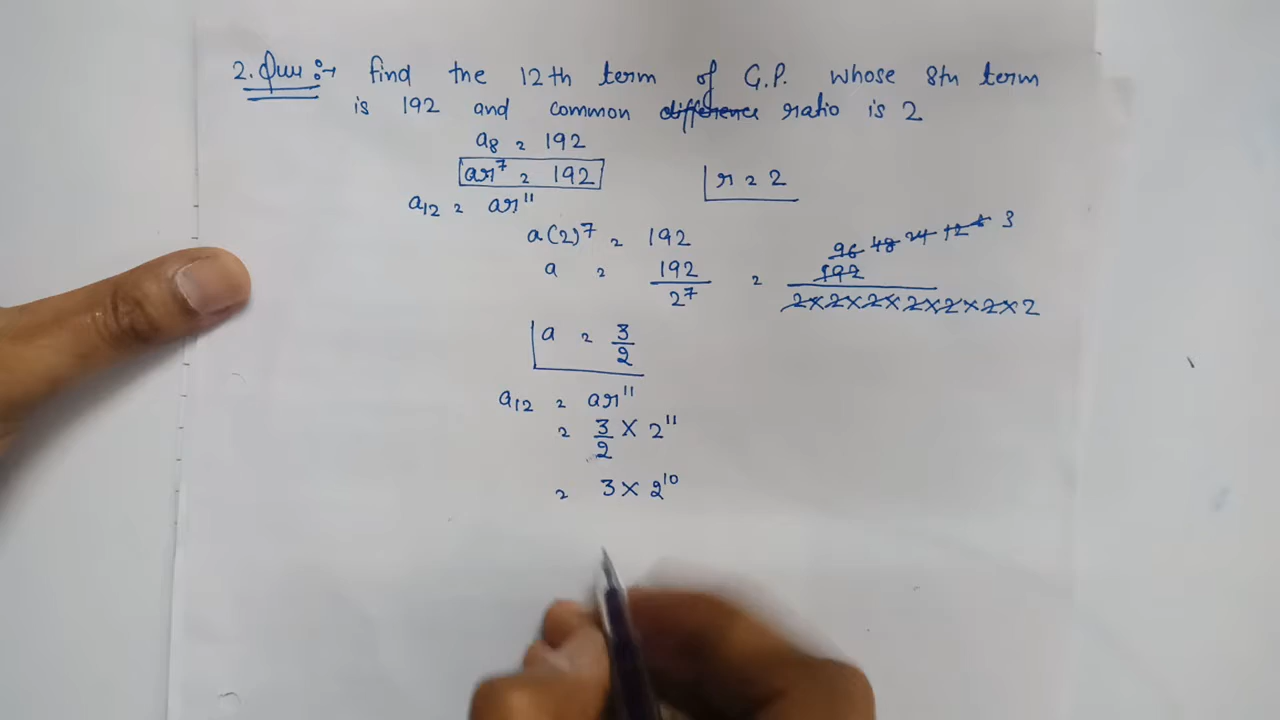 2. Que :→ find the 12th term of G.P. whose 8th term
is 192 and common difference ratio is 2
a₈ = 192
ar⁷ = 192
r = 2
a₁₂ = ar¹¹
a(2)⁷ = 192
a = 192/2⁷ = 192/2×2×2×2×2×2×2
96 48 24 12 6 3
a = 3/2
a₁₂ = ar¹¹
= 3/2 × 2¹¹
= 3 × 2¹⁰